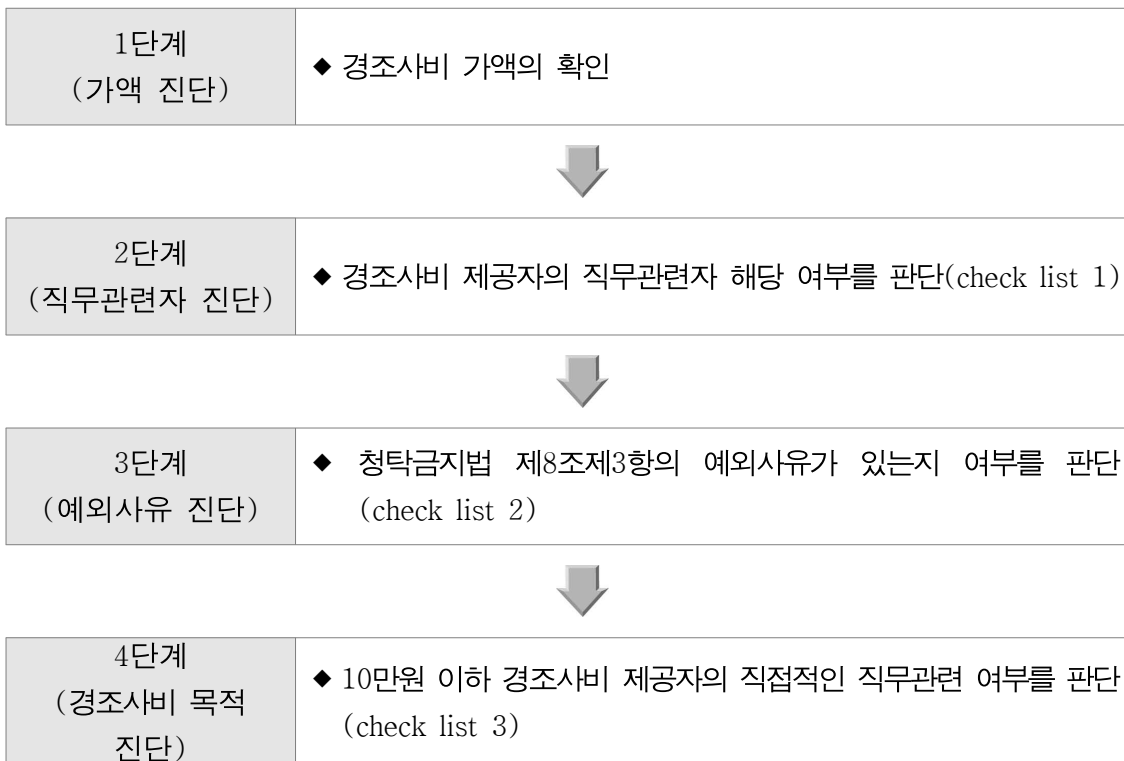 1단계
(가액 진단)
◆ 경조사비 가액의 확인
2단계
(직무관련자 진단)
◆ 경조사비 제공자의 직무관련자 해당 여부를 판단(check list 1)
3단계
(예외사유 진단)
◆ 청탁금지법 제8조제3항의 예외사유가 있는지 여부를 판단
(check list 2)
4단계
(경조사비 목적
진단)
◆ 10만원 이하 경조사비 제공자의 직접적인 직무관련 여부를 판단
(check list 3)